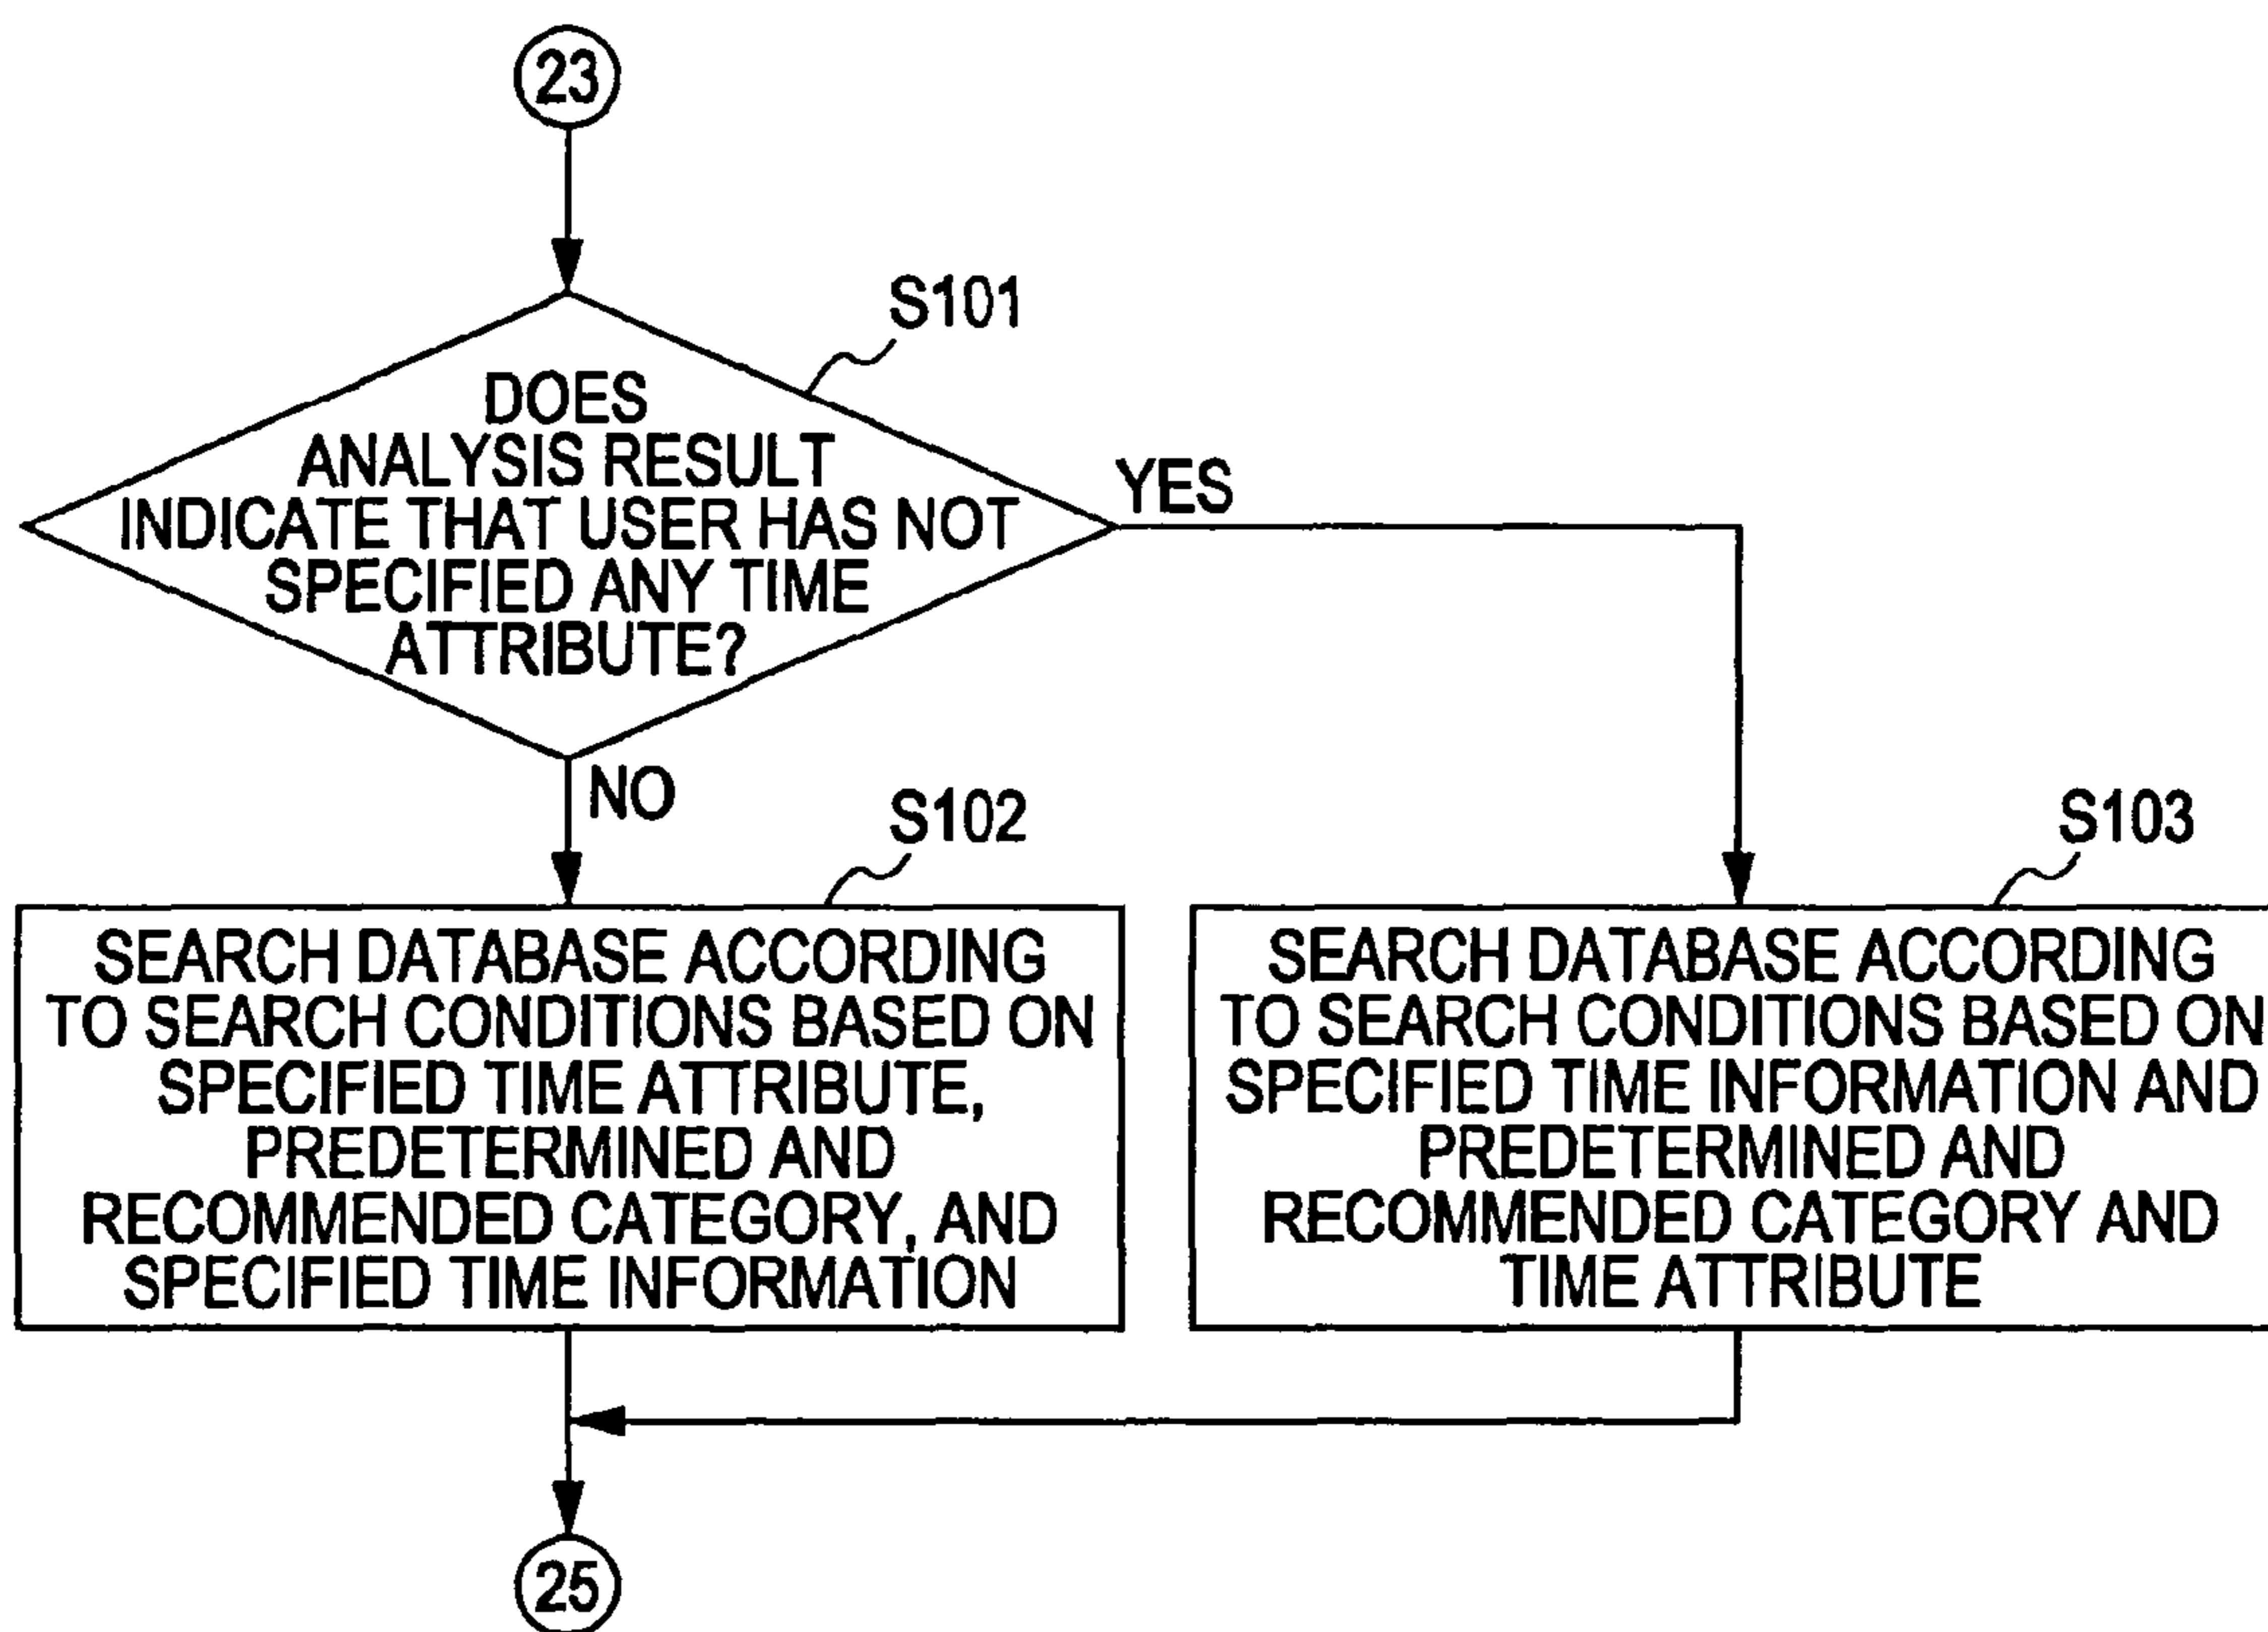 23
S101
DOES
ANALYSIS RESULT
INDICATE THAT USER HAS NOT
SPECIFIED ANY TIME
ATTRIBUTE?
YES
NO
S102
SEARCH DATABASE ACCORDING
TO SEARCH CONDITIONS BASED ON
SPECIFIED TIME ATTRIBUTE,
PREDETERMINED AND
RECOMMENDED CATEGORY, AND
SPECIFIED TIME INFORMATION
S103
SEARCH DATABASE ACCORDING
TO SEARCH CONDITIONS BASED ON
SPECIFIED TIME INFORMATION AND
PREDETERMINED AND
RECOMMENDED CATEGORY AND
TIME ATTRIBUTE
25